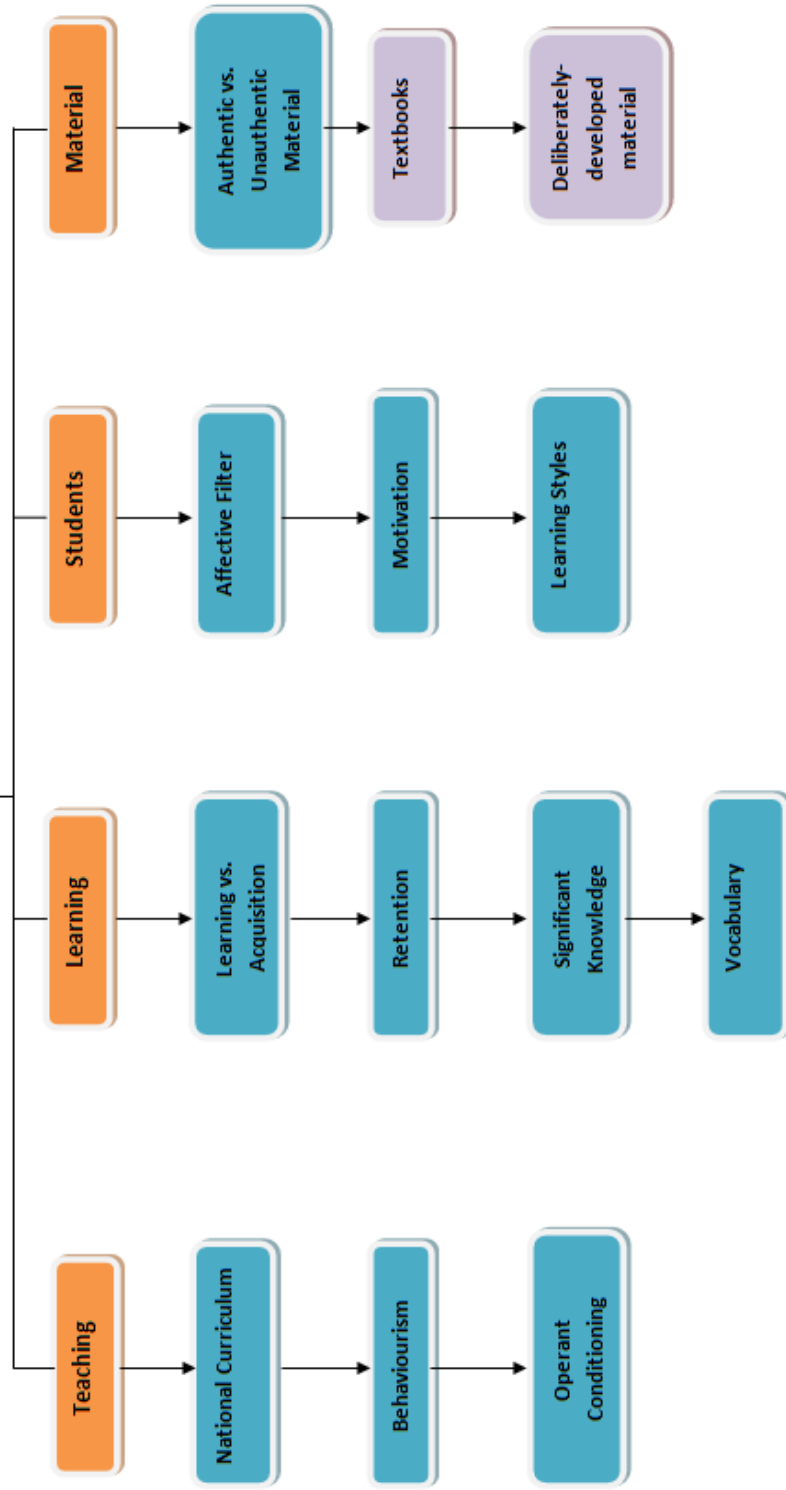 Teaching
National Curriculum
Behaviourism
Operant
Conditioning
Learning
Learning vs.
Acquisition
Retention
Significant
Knowledge
Vocabulary
Students
Affective Filter
Motivation
Learning Styles
Material
Authentic vs.
Unauthentic
Material
Textbooks
Deliberately-
developed
material